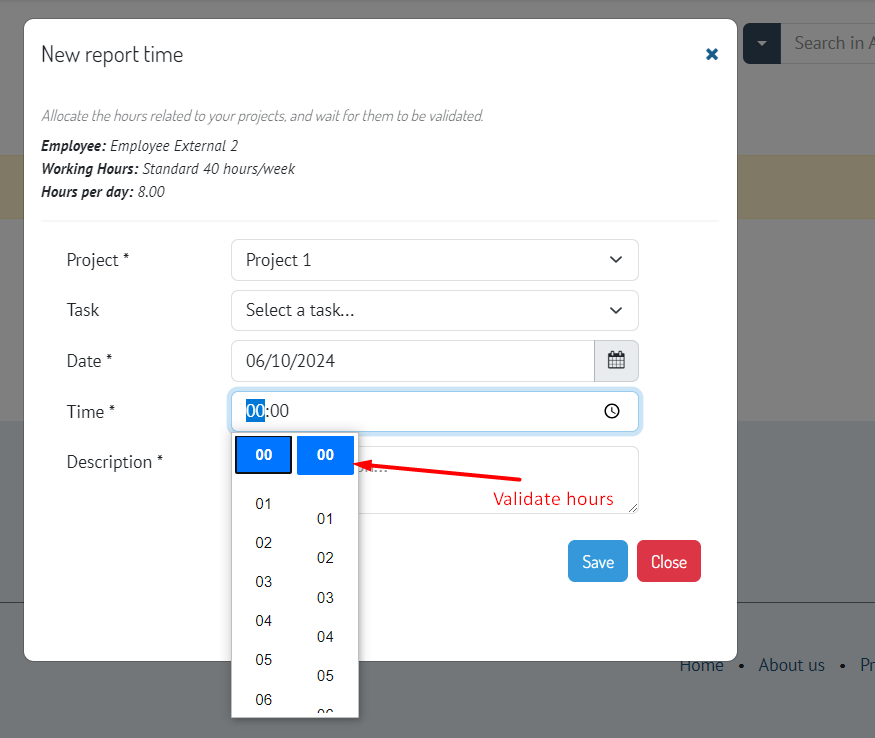 New report time
Search in A
Allocate the hours related to your projects, and wait for them to be validated.
Employee: Employee External 2
Working Hours: Standard 40 hours/week
Hours per day: 8.00
Project *
Project 1
Task
Select a task...
Date *
06/10/2024
Time *
00:00
Description *
00 00
Validate hours
01 01
02 02
03 03
04 04
05 05
06
Save Close
Home • About us • Pr